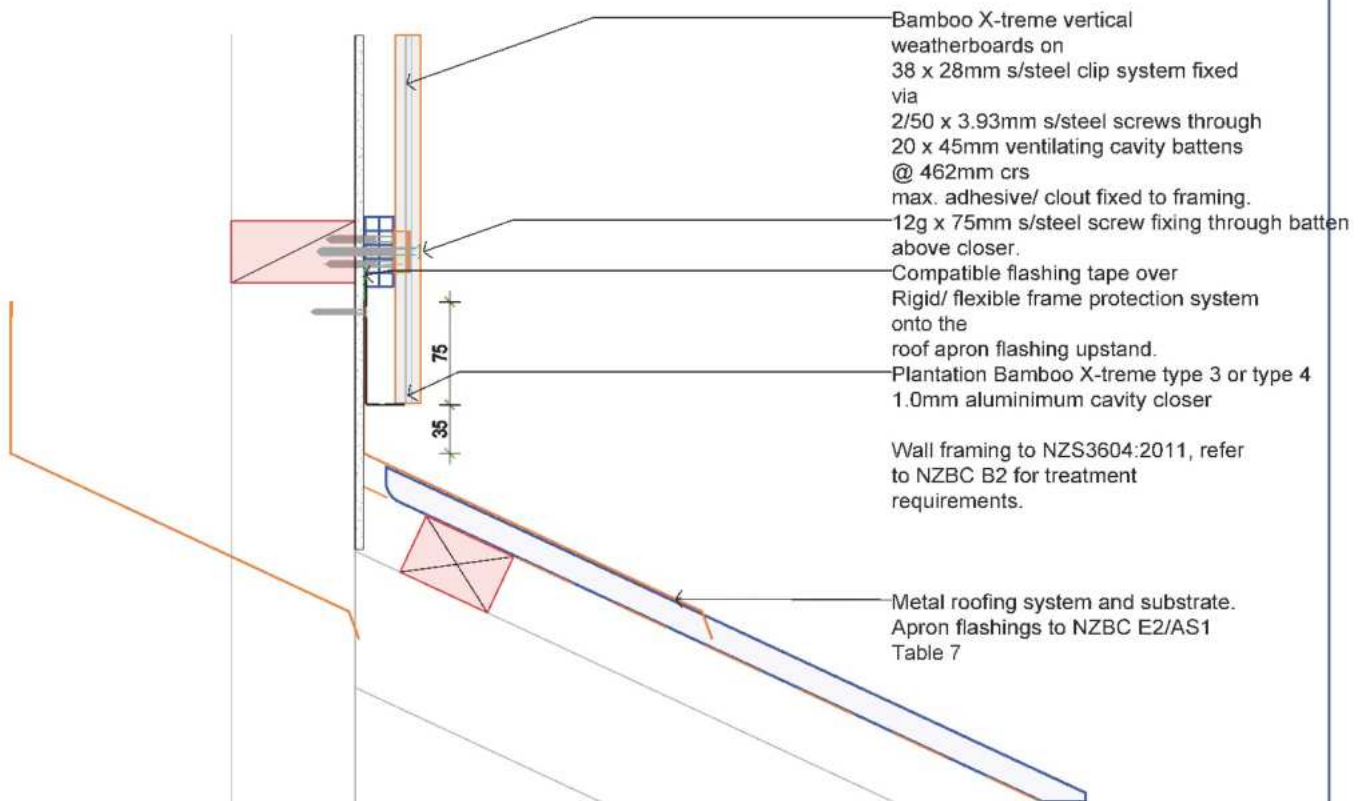 Bamboo X-treme vertical
weatherboards on
38 x 28mm s/steel clip system fixed
via
2/50 x 3.93mm s/steel screws through
20 x 45mm ventilating cavity battens
@ 462mm crs
max. adhesive/ clout fixed to framing.
12g x 75mm s/steel screw fixing through batten
above closer.
Compatible flashing tape over
Rigid/ flexible frame protection system
onto the
roof apron flashing upstand.
Plantation Bamboo X-treme type 3 or type 4
1.0mm aluminimum cavity closer
75
35
Wall framing to NZS3604:2011, refer
to NZBC B2 for treatment
requirements.
Metal roofing system and substrate.
Apron flashings to NZBC E2/AS1
Table 7